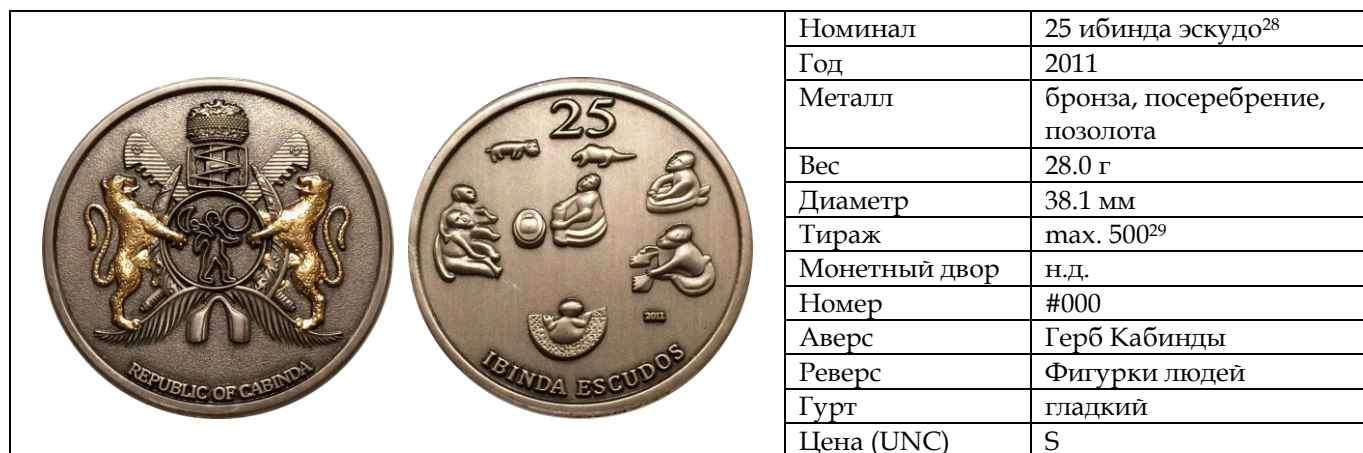 REPUBLIC OF CABINDA
25
2011
IBINDA ESCUDOS
Номинал 25 ибинда эскудо²⁸
Год 2011
Металл бронза, посеребрение,
позолота
Вес 28.0 г
Диаметр 38.1 мм
Тираж max. 500²⁹
Монетный двор н.д.
Номер #000
Аверс Герб Кабинды
Реверс Фигурки людей
Гурт гладкий
Цена (UNC) S